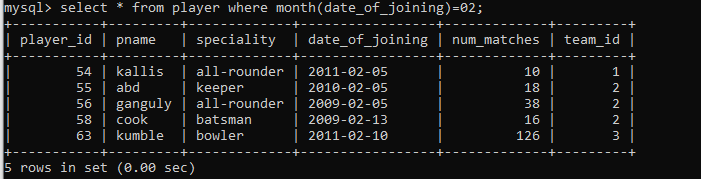 mysql> select * from player where month(date_of_joining)=02;
+-----------+---------+-------------+-----------------+-------------+---------+
| player_id | pname   | speciality  | date_of_joining | num_matches | team_id |
+-----------+---------+-------------+-----------------+-------------+---------+
|        54 | kallis  | all-rounder | 2011-02-05      |          10 |       1 |
|        55 | abd     | keeper      | 2010-02-05      |          18 |       2 |
|        56 | ganguly | all-rounder | 2009-02-05      |          38 |       2 |
|        58 | cook    | batsman     | 2009-02-13      |          16 |       2 |
|        63 | kumble  | bowler      | 2011-02-10      |         126 |       3 |
+-----------+---------+-------------+-----------------+-------------+---------+
5 rows in set (0.00 sec)